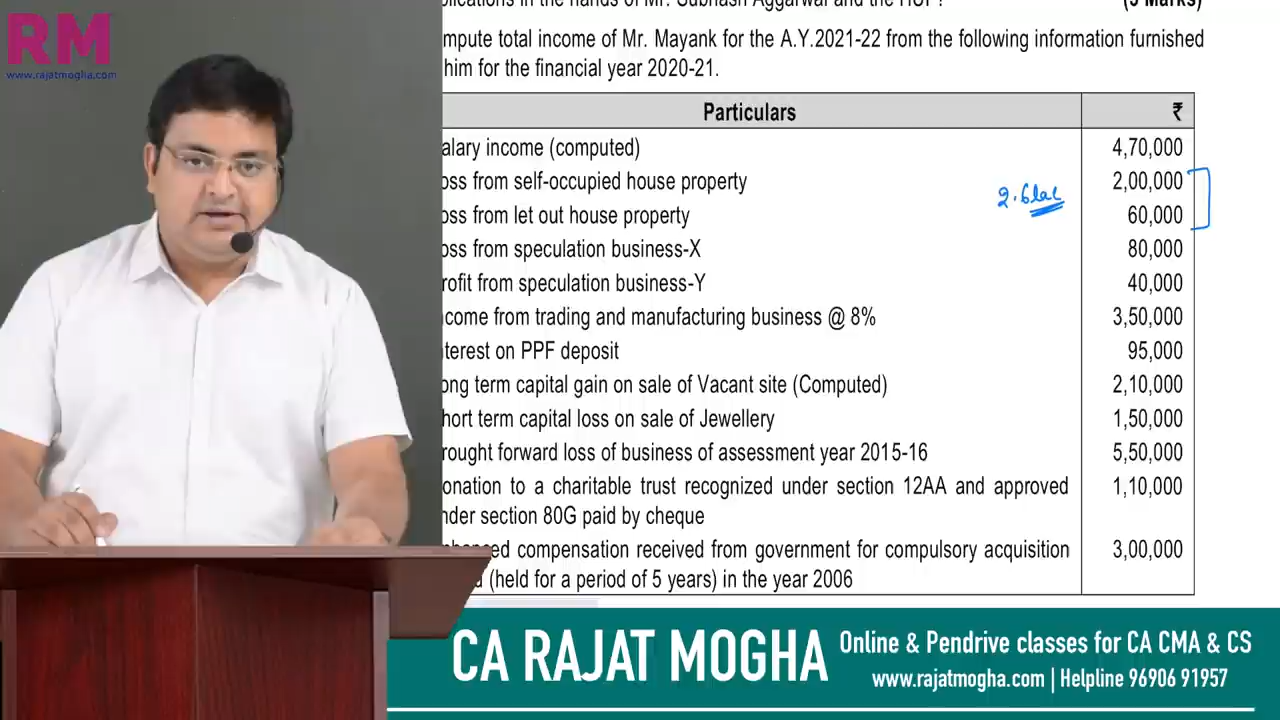 RM
www.rajatmogha.com
plications in the hands of Mr. Subhash Aggarwal and the HUF? (5 Marks)
mpute total income of Mr. Mayank for the A.Y.2021-22 from the following information furnished
him for the financial year 2020-21.
Particulars ₹
alary income (computed) 4,70,000
oss from self-occupied house property 2,00,000
2.6 lac
oss from let out house property 60,000
oss from speculation business-X 80,000
rofit from speculation business-Y 40,000
ncome from trading and manufacturing business @ 8% 3,50,000
terest on PPF deposit 95,000
ong term capital gain on sale of Vacant site (Computed) 2,10,000
hort term capital loss on sale of Jewellery 1,50,000
rought forward loss of business of assessment year 2015-16 5,50,000
onation to a charitable trust recognized under section 12AA and approved 1,10,000
nder section 80G paid by cheque
nhanced compensation received from government for compulsory acquisition 3,00,000
(held for a period of 5 years) in the year 2006
CA RAJAT MOGHA
Online & Pendrive classes for CA CMA & CS
www.rajatmogha.com | Helpline 96906 91957